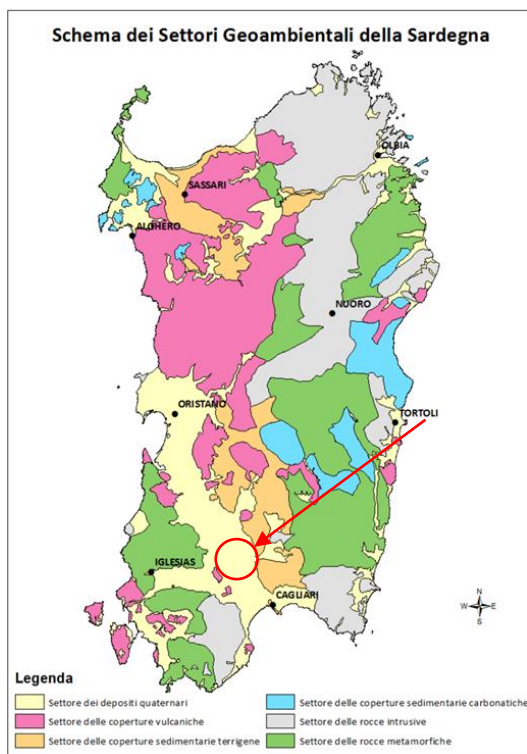 Schema dei Settori Geoambientali della Sardegna
OLBIA
SASSARI
ALGHERO
NUORO
ORISTANO
TORTOLI
IGLESIAS
CAGLIARI
N
W E
S
Legenda
Settore dei depositi quaternari
Settore delle coperture vulcaniche
Settore delle coperture sedimentarie terrigene
Settore delle coperture sedimentarie carbonatiche
Settore delle rocce intrusive
Settore delle rocce metamorfiche